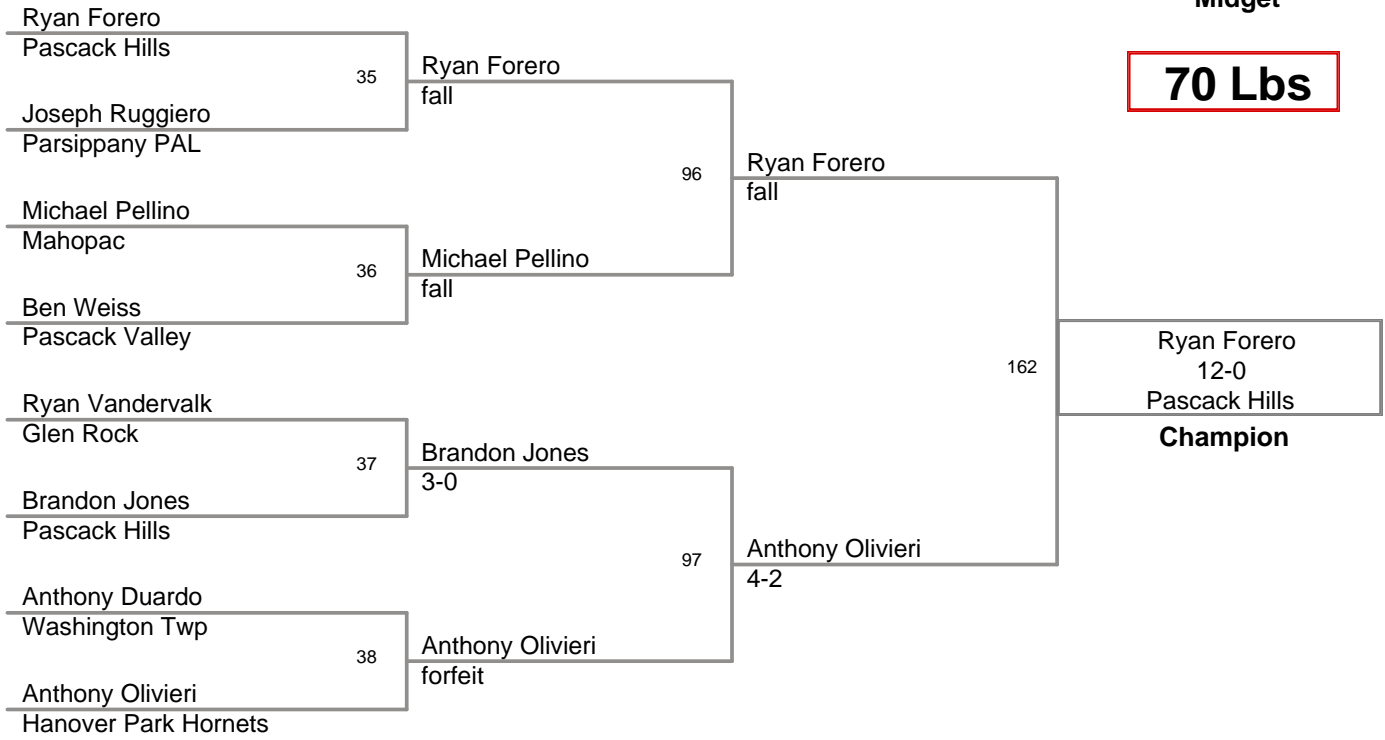 Midget
70 Lbs
Ryan Forero
Pascack Hills
35
Joseph Ruggiero
Parsippany PAL
Michael Pellino
Mahopac
36
Ben Weiss
Pascack Valley
Ryan Vandervalk
Glen Rock
37
Brandon Jones
Pascack Hills
Anthony Duardo
Washington Twp
38
Anthony Olivieri
Hanover Park Hornets
Ryan Forero
fall
96
Michael Pellino
fall
Brandon Jones
3-0
97
Anthony Olivieri
forfeit
Ryan Forero
fall
162
Anthony Olivieri
4-2
Ryan Forero
12-0
Pascack Hills
Champion